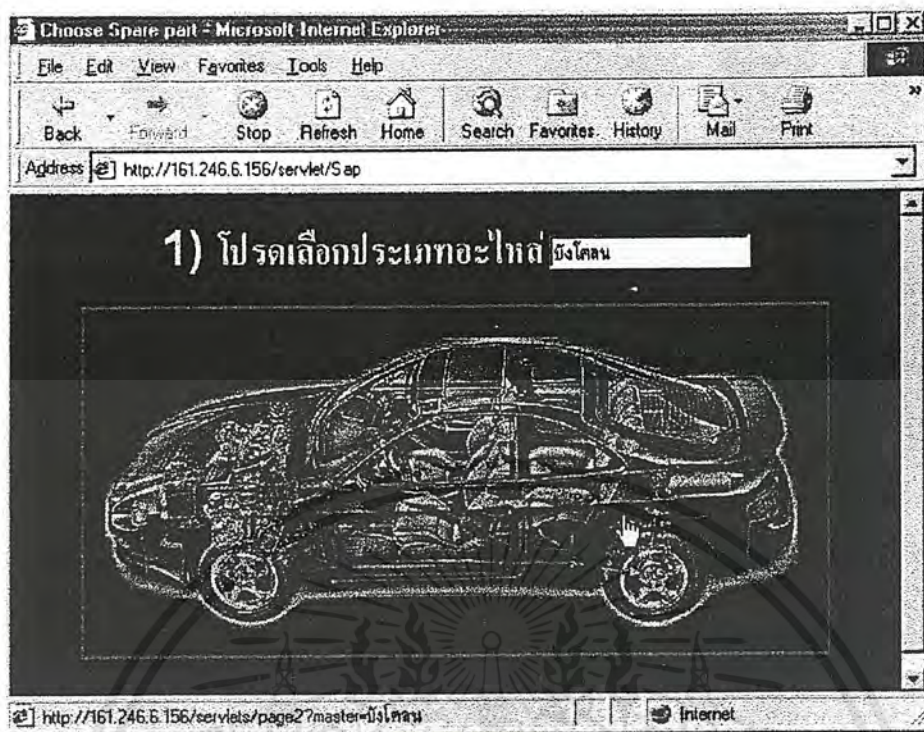 Choose Spare part - Microsoft Internet Explorer
File Edit View Favorites Tools Help
Back Forward Stop Refresh Home Search Favorites History Mail Print
Address http://161.246.6.156/servlet/Sap
1) โปรดเลือกประเภทอะไหล่ บังโคลน
http://161.246.6.156/servlets/page2?master=บังโคลน Internet